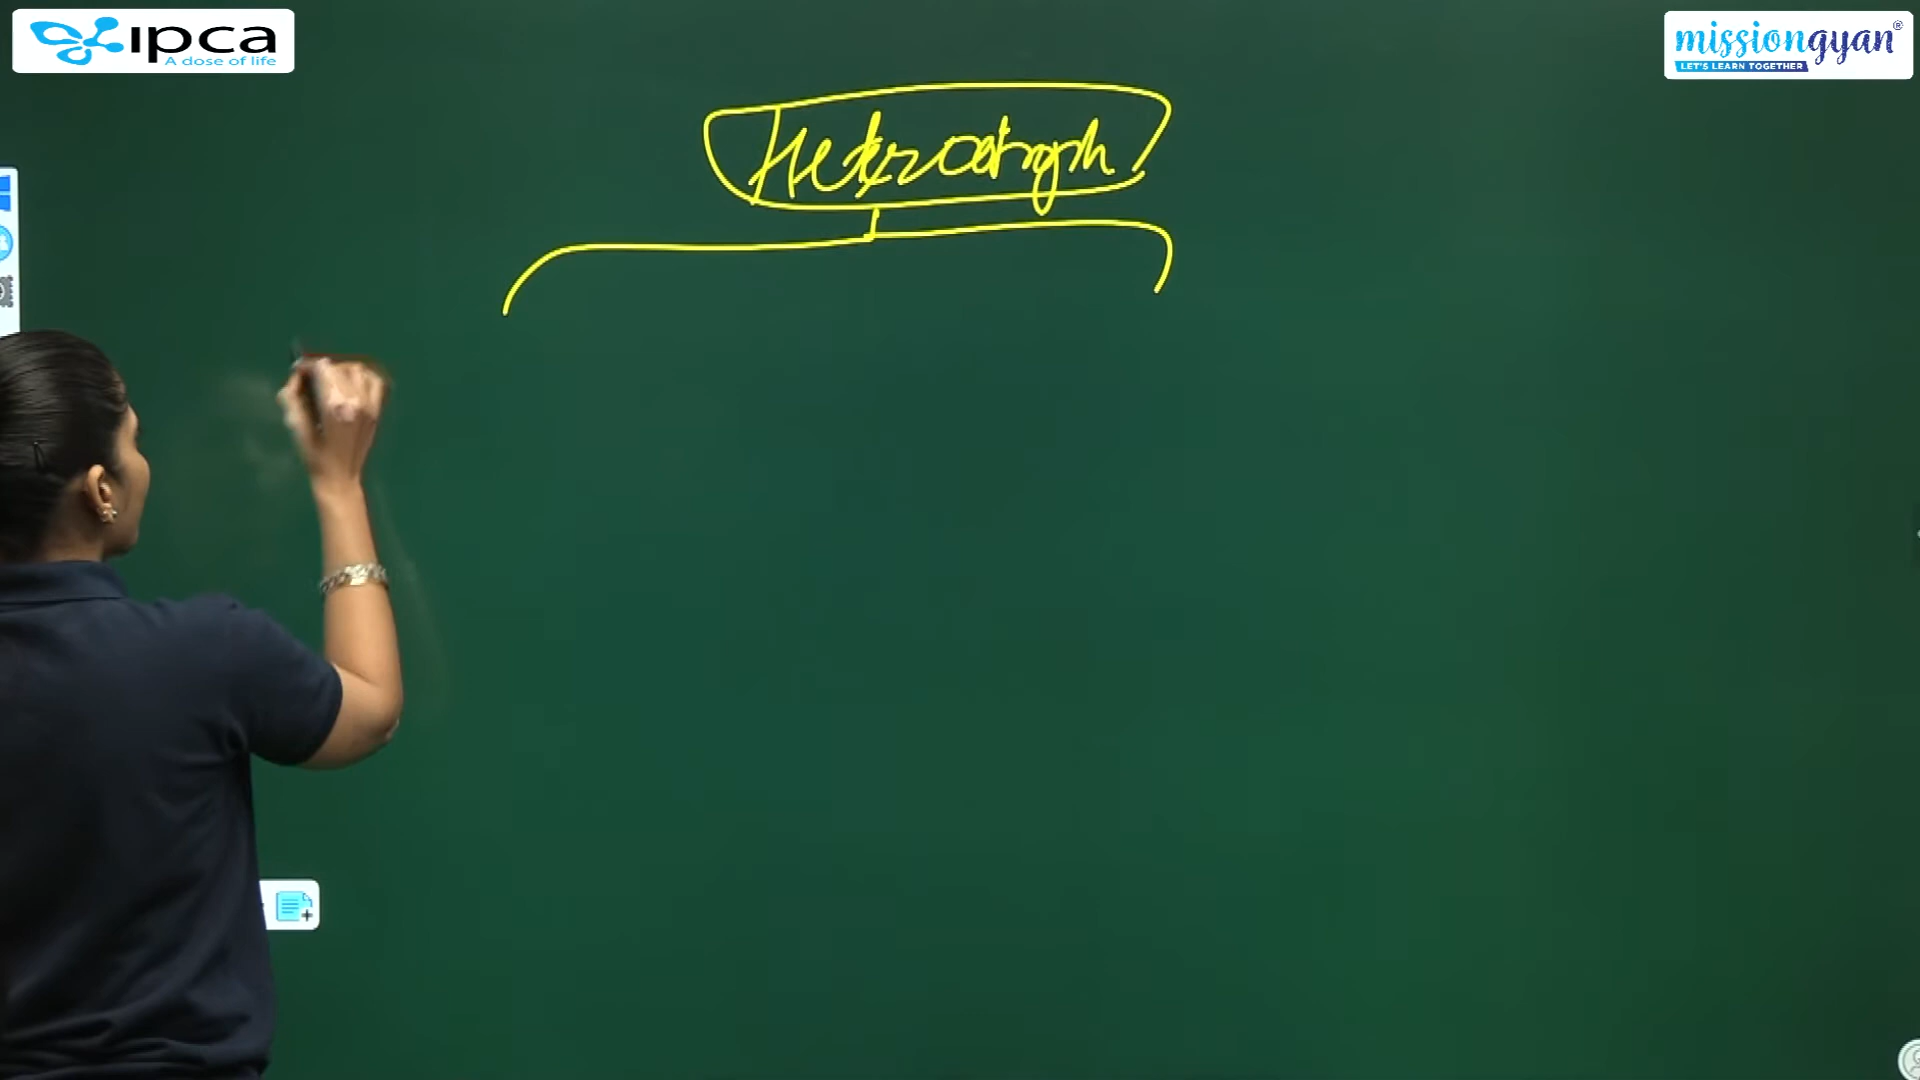 ipca
A dose of life
missiongyan®
LET'S LEARN TOGETHER
Heterotroph